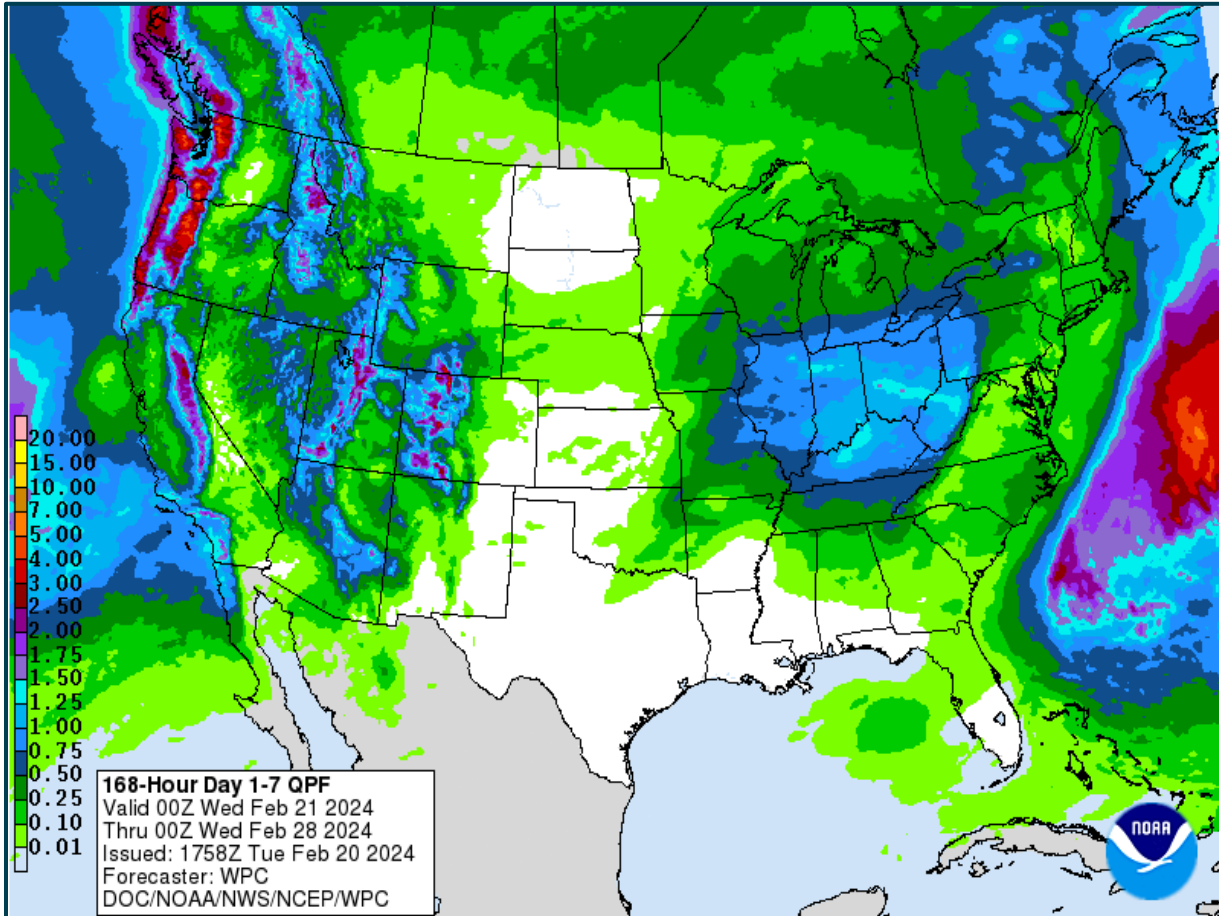 20.00
15.00
10.00
7.00
5.00
4.00
3.00
2.50
2.00
1.75
1.50
1.25
1.00
0.75
0.50
0.25
0.10
0.01
168-Hour Day 1-7 QPF
Valid 00Z Wed Feb 21 2024
Thru 00Z Wed Feb 28 2024
Issued: 1758Z Tue Feb 20 2024
Forecaster: WPC
DOC/NOAA/NWS/NCEP/WPC
NOAA